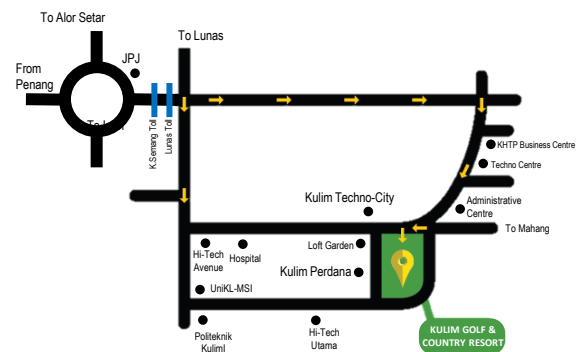 To Alor Setar
To Lunas
JPJ
From
Penang
K.Semang Toll
Lunas Toll
KHTP Business Centre
Techno Centre
Kulim Techno-City
Administrative
Centre
To Mahang
Hi-Tech
Avenue
Hospital
Loft Garden
Kulim Perdana
UniKL-MSI
Politeknik
KulimI
Hi-Tech
Utama
KULIM GOLF &
COUNTRY RESORT